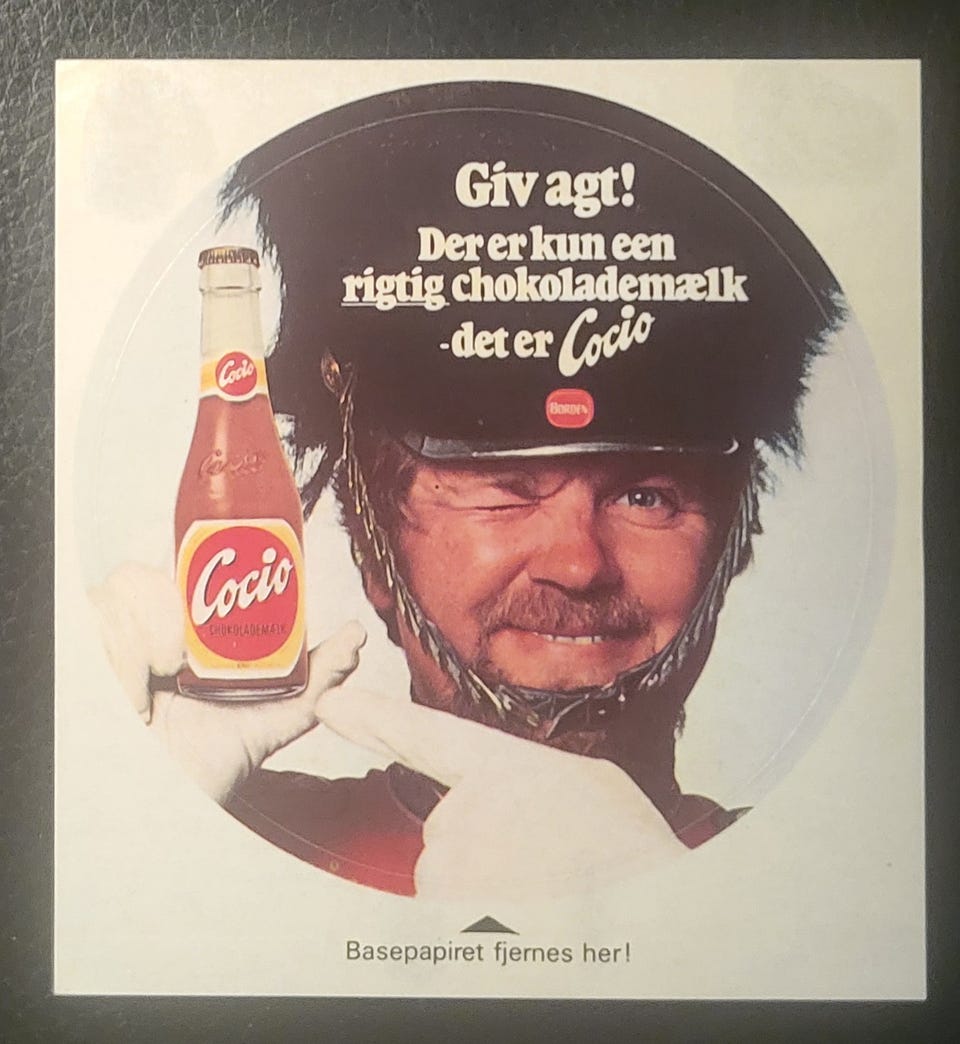 Giv agt!
Der er kun een
rigtig chokolademælk
-det er Cocio
BORDEN
Cocio
Cocio
Cocio
CHOKOLADEMÆLK
Basepapiret fjernes her!